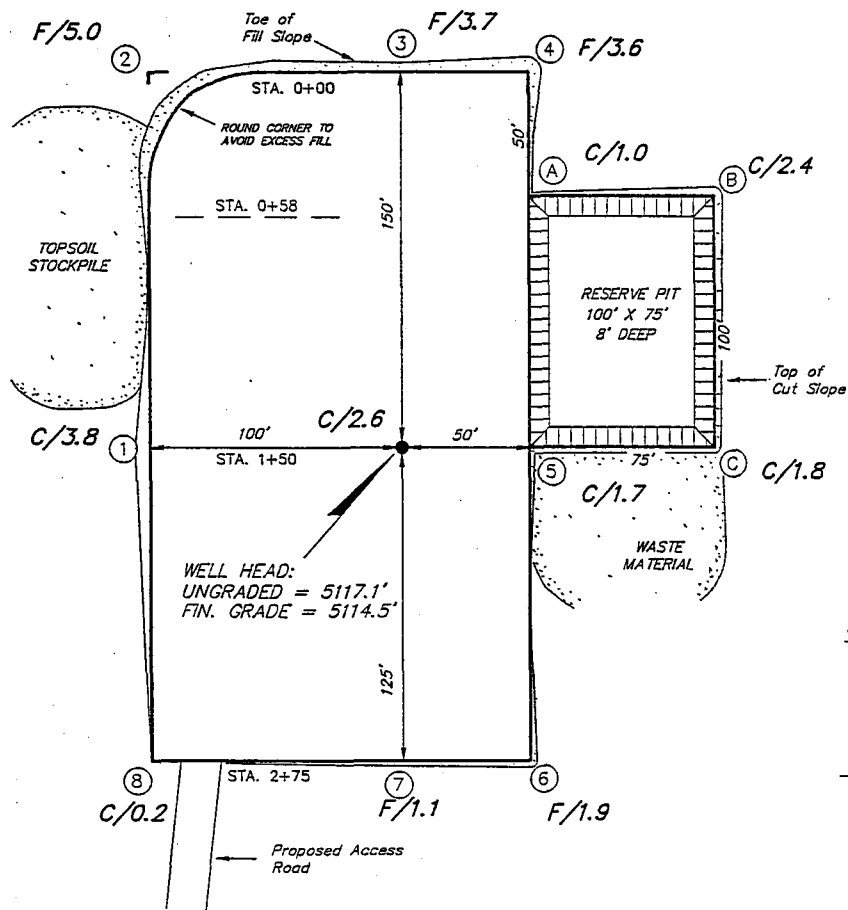 F/5.0
Toe of
Fill Slope
F/3.7
2
3
4
F/3.6
STA. 0+00
ROUND CORNER TO
AVOID EXCESS FILL
50'
C/1.0
A
B
C/2.4
STA. 0+58
150'
TOPSOIL
STOCKPILE
RESERVE PIT
100' X 75'
8' DEEP
100'
Top of
Cut Slope
C/3.8
C/2.6
1
100'
50'
STA. 1+50
5
75'
C
C/1.7
C/1.8
WASTE
MATERIAL
WELL HEAD:
UNGRADED = 5117.1'
FIN. GRADE = 5114.5'
125'
8
STA. 2+75
7
6
C/0.2
F/1.1
F/1.9
Proposed Access
Road